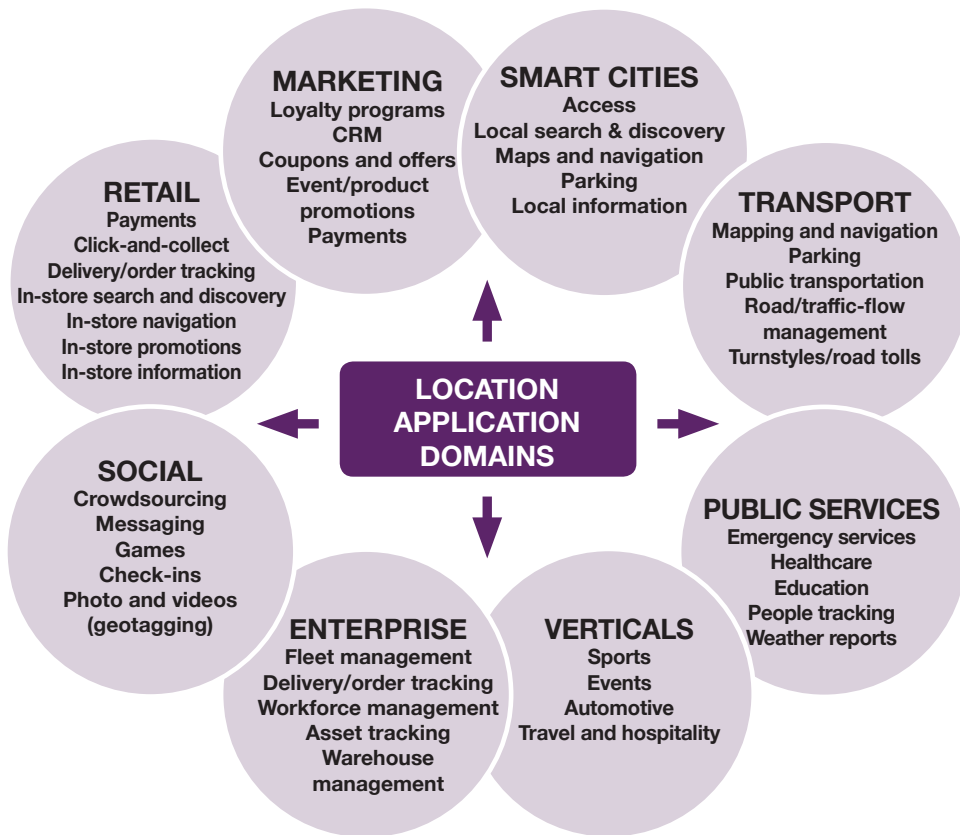 MARKETING
Loyalty programs
CRM
Coupons and offers
Event/product
promotions
Payments
SMART CITIES
Access
Local search & discovery
Maps and navigation
Parking
Local information
RETAIL
Payments
Click-and-collect
Delivery/order tracking
In-store search and discovery
In-store navigation
In-store promotions
In-store information
TRANSPORT
Mapping and navigation
Parking
Public transportation
Road/traffic-flow
management
Turnstyles/road tolls
LOCATION
APPLICATION
DOMAINS
SOCIAL
Crowdsourcing
Messaging
Games
Check-ins
Photo and videos
(geotagging)
PUBLIC SERVICES
Emergency services
Healthcare
Education
People tracking
Weather reports
ENTERPRISE
Fleet management
Delivery/order tracking
Workforce management
Asset tracking
Warehouse
management
VERTICALS
Sports
Events
Automotive
Travel and hospitality